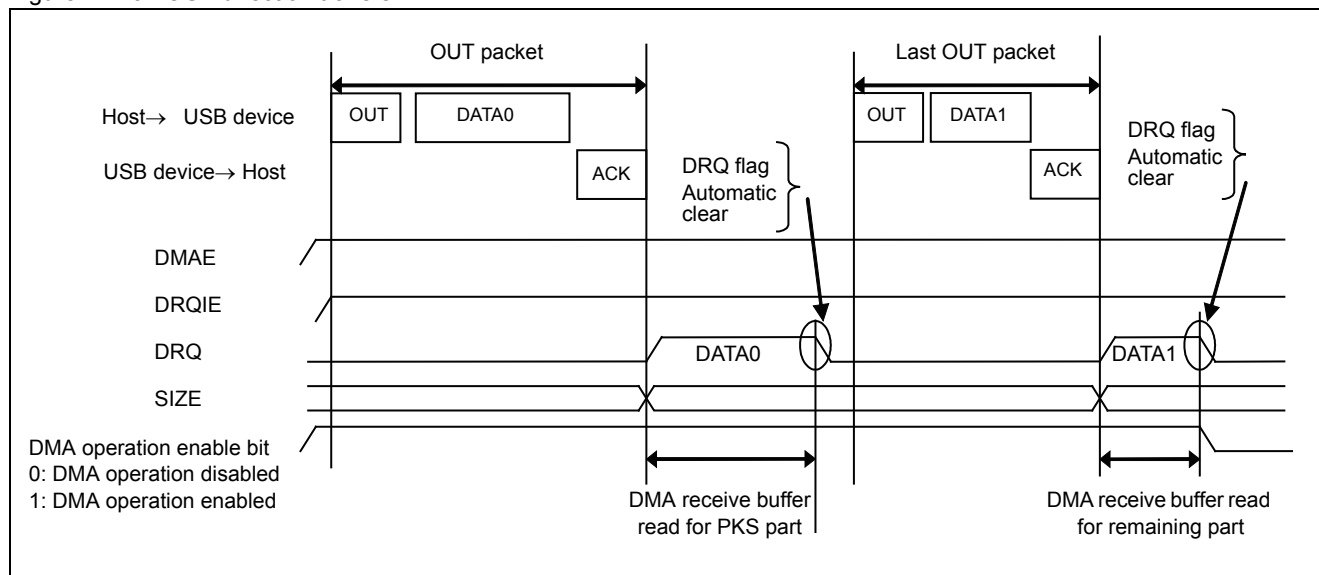 OUT packet
Last OUT packet
Host→ USB device
OUT
DATA0
OUT
DATA1
DRQ flag
Automatic
clear
USB device→ Host
ACK
DRQ flag
Automatic
clear
ACK
DMAE
DRQIE
DRQ
DATA0
DATA1
SIZE
DMA operation enable bit
0: DMA operation disabled
1: DMA operation enabled
DMA receive buffer
read for PKS part
DMA receive buffer read
for remaining part